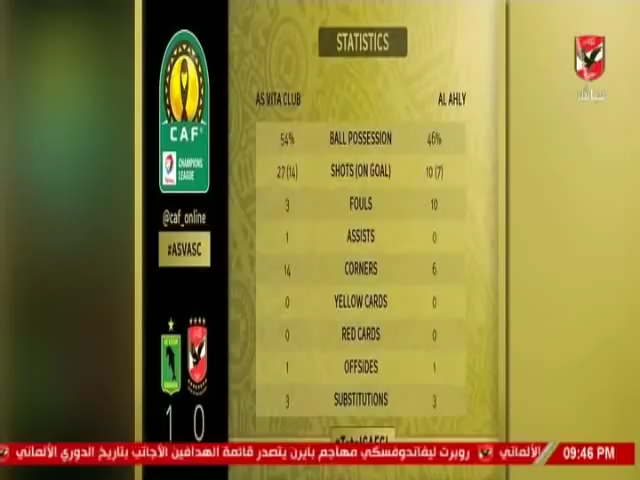 STATISTICS
AS VITA CLUB AL AHLY
54% BALL POSSESSION 46%
27 (14) SHOTS (ON GOAL) 10 (7)
3 FOULS 10
1 ASSISTS 0
14 CORNERS 6
0 YELLOW CARDS 0
0 RED CARDS 0
1 OFFSIDES 1
3 SUBSTITUTIONS 3
CAF
TOTAL
CHAMPIONS
LEAGUE
@caf_online
#ASVASC
1 0
مباشر
الألماني روبرت ليفاندوفسكي مهاجم بايرن يتصدر قائمة الهدافين الأجانب بتاريخ الدوري الألماني
09:46 PM